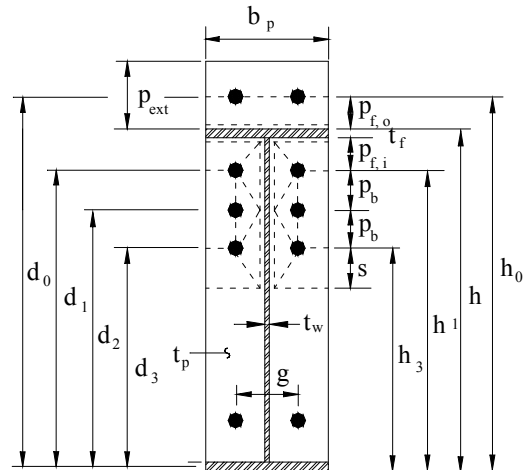 b p
p ext
p f, o
t f
p f, i
p b
p b
s
d 0
d 1
d 2
d 3
h 0
h
h 1
h 3
t w
t p
g